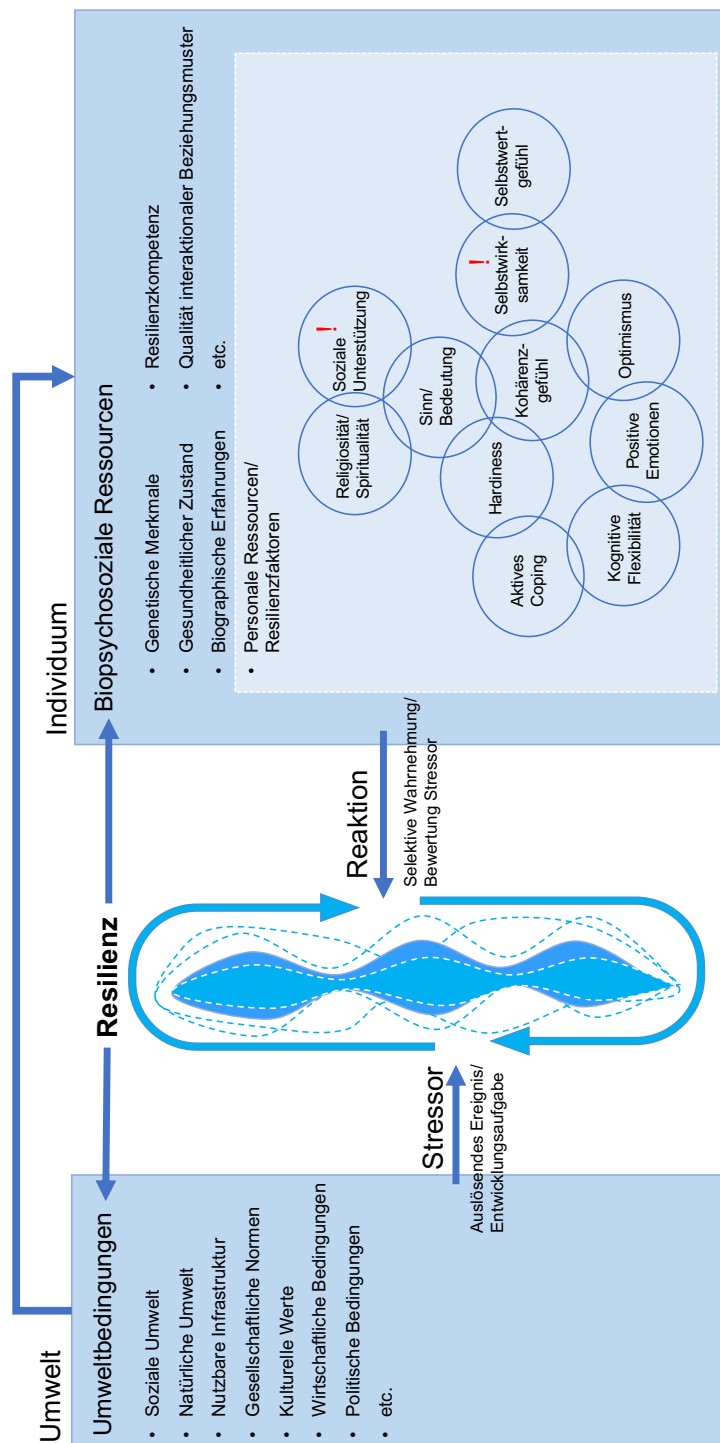 Umwelt
Umweltbedingungen
• Soziale Umwelt
• Natürliche Umwelt
• Nutzbare Infrastruktur
• Gesellschaftliche Normen
• Kulturelle Werte
• Wirtschaftliche Bedingungen
• Politische Bedingungen
• etc.
Resilienz
Stressor
Auslösendes Ereignis/
Entwicklungsaufgabe
Reaktion
Selektive Wahrnehmung/
Bewertung Stressor
Individuum
Biopsychosoziale Ressourcen
• Genetische Merkmale
• Gesundheitlicher Zustand
• Biographische Erfahrungen
• Personale Ressourcen/
Resilienzfaktoren
• Resilienzkompetenz
• Qualität interaktionaler Beziehungsmuster
• etc.
Religiosität/
Spiritualität
!
Soziale
Unterstützung
Sinn/
Bedeutung
Aktives
Coping
Hardiness
Kohärenz-
gefühl
!
Selbstwirk-
samkeit
Selbstwert-
gefühl
Kognitive
Flexibilität
Positive
Emotionen
Optimismus